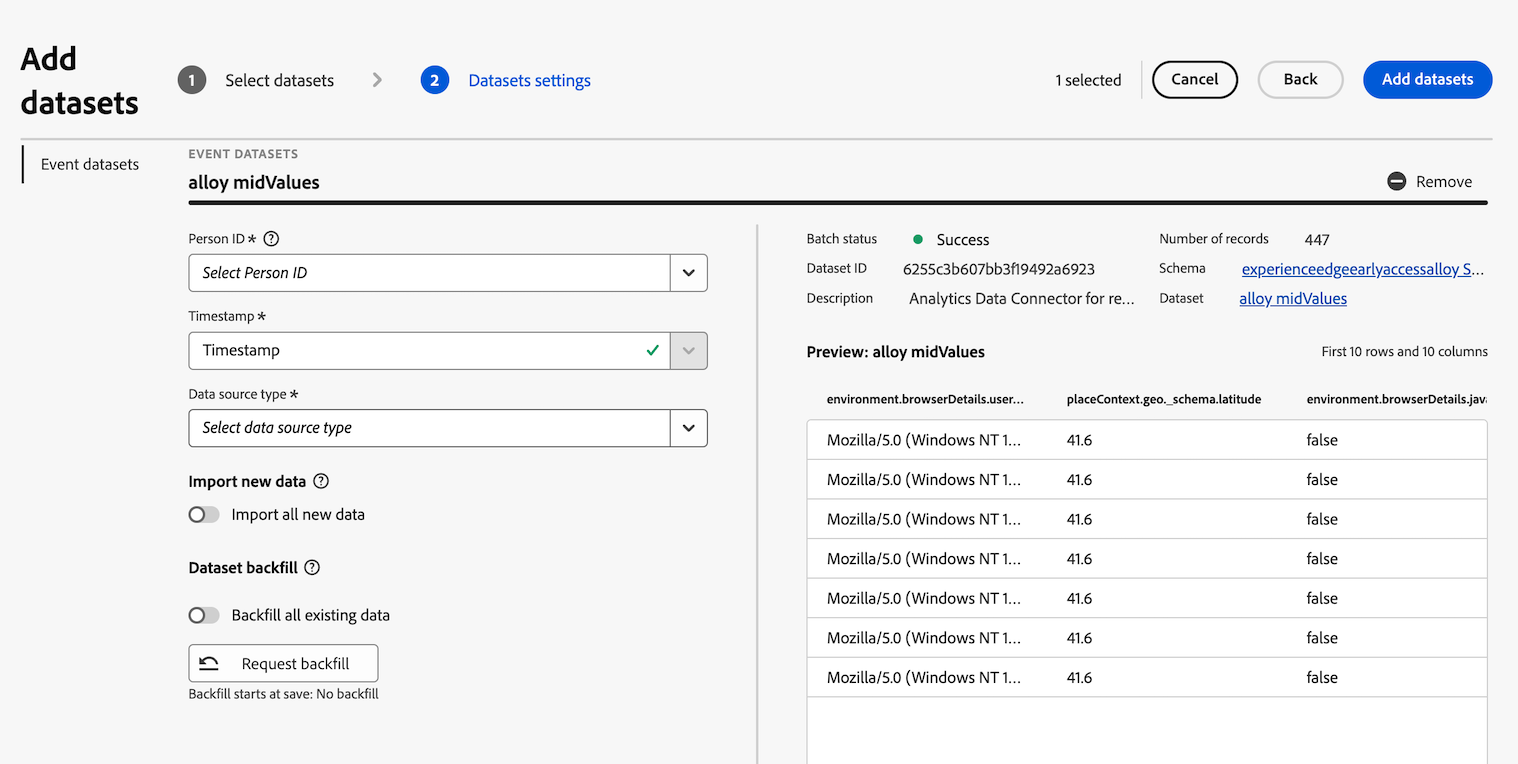 Add
datasets
1 Select datasets
2 Datasets settings
1 selected
Cancel
Back
Add datasets
Event datasets
EVENT DATASETS
alloy midValues
Remove
Person ID *
Select Person ID
Timestamp *
Timestamp
Data source type *
Select data source type
Import new data
Import all new data
Dataset backfill
Backfill all existing data
Request backfill
Backfill starts at save: No backfill
Batch status Success
Number of records 447
Dataset ID 6255c3b607bb3f19492a6923
Schema experienceedgeearlyaccessalloy S...
Description Analytics Data Connector for re...
Dataset alloy midValues
Preview: alloy midValues
First 10 rows and 10 columns
environment.browserDetails.user... placeContext.geo._schema.latitude environment.browserDetails.java
Mozilla/5.0 (Windows NT 1... 41.6 false
Mozilla/5.0 (Windows NT 1... 41.6 false
Mozilla/5.0 (Windows NT 1... 41.6 false
Mozilla/5.0 (Windows NT 1... 41.6 false
Mozilla/5.0 (Windows NT 1... 41.6 false
Mozilla/5.0 (Windows NT 1... 41.6 false
Mozilla/5.0 (Windows NT 1... 41.6 false